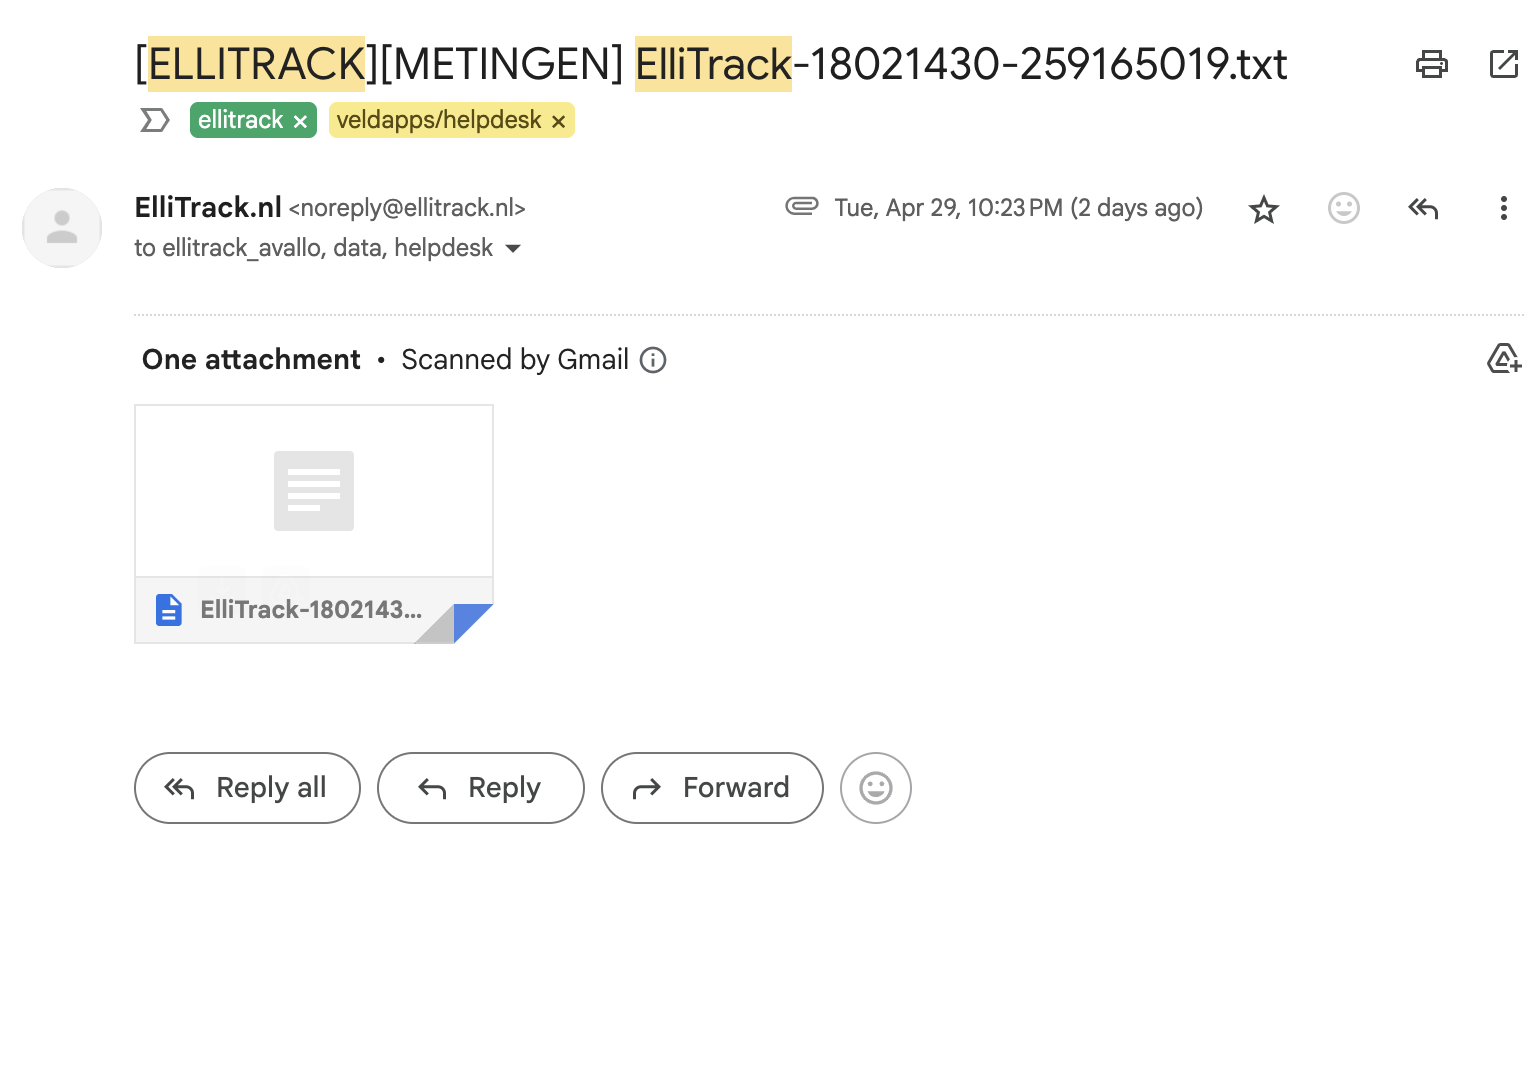 [ELLITRACK][METINGEN] ElliTrack-18021430-259165019.txt
ellitrack × veldapps/helpdesk ×
ElliTrack.nl <noreply@ellitrack.nl> Tue, Apr 29, 10:23 PM (2 days ago)
to ellitrack_avallo, data, helpdesk
One attachment • Scanned by Gmail
ElliTrack-1802143...
Reply all Reply Forward